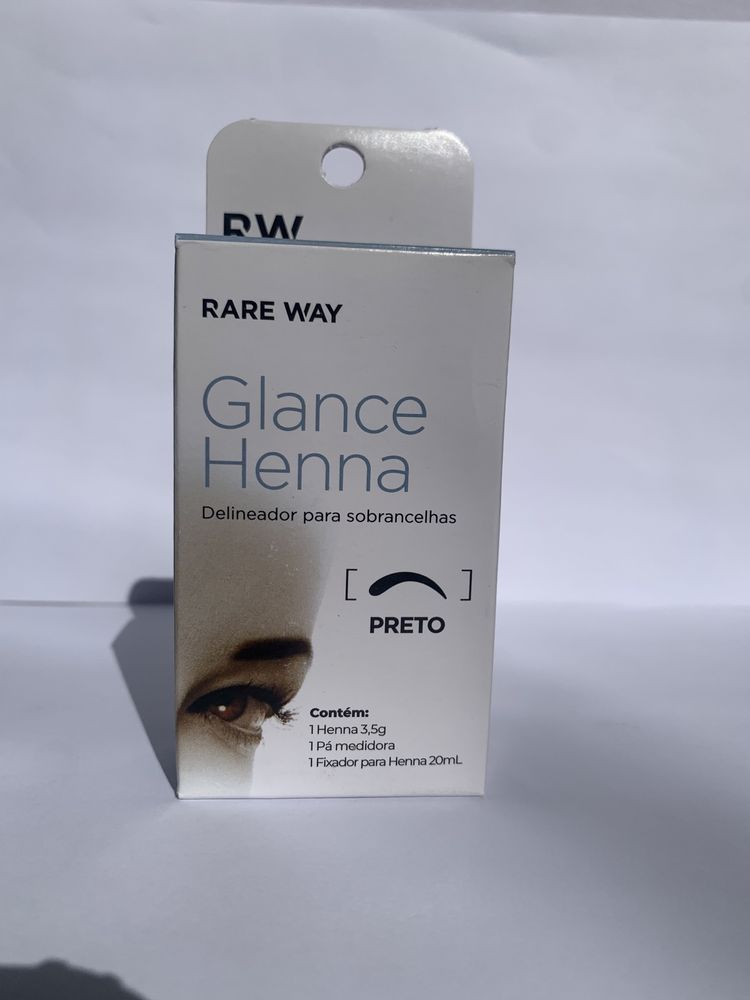 RW
RARE WAY
Glance
Henna
Delineador para sobrancelhas
[ ]
PRETO
Contém:
1 Henna 3,5g
1 Pá medidora
1 Fixador para Henna 20mL